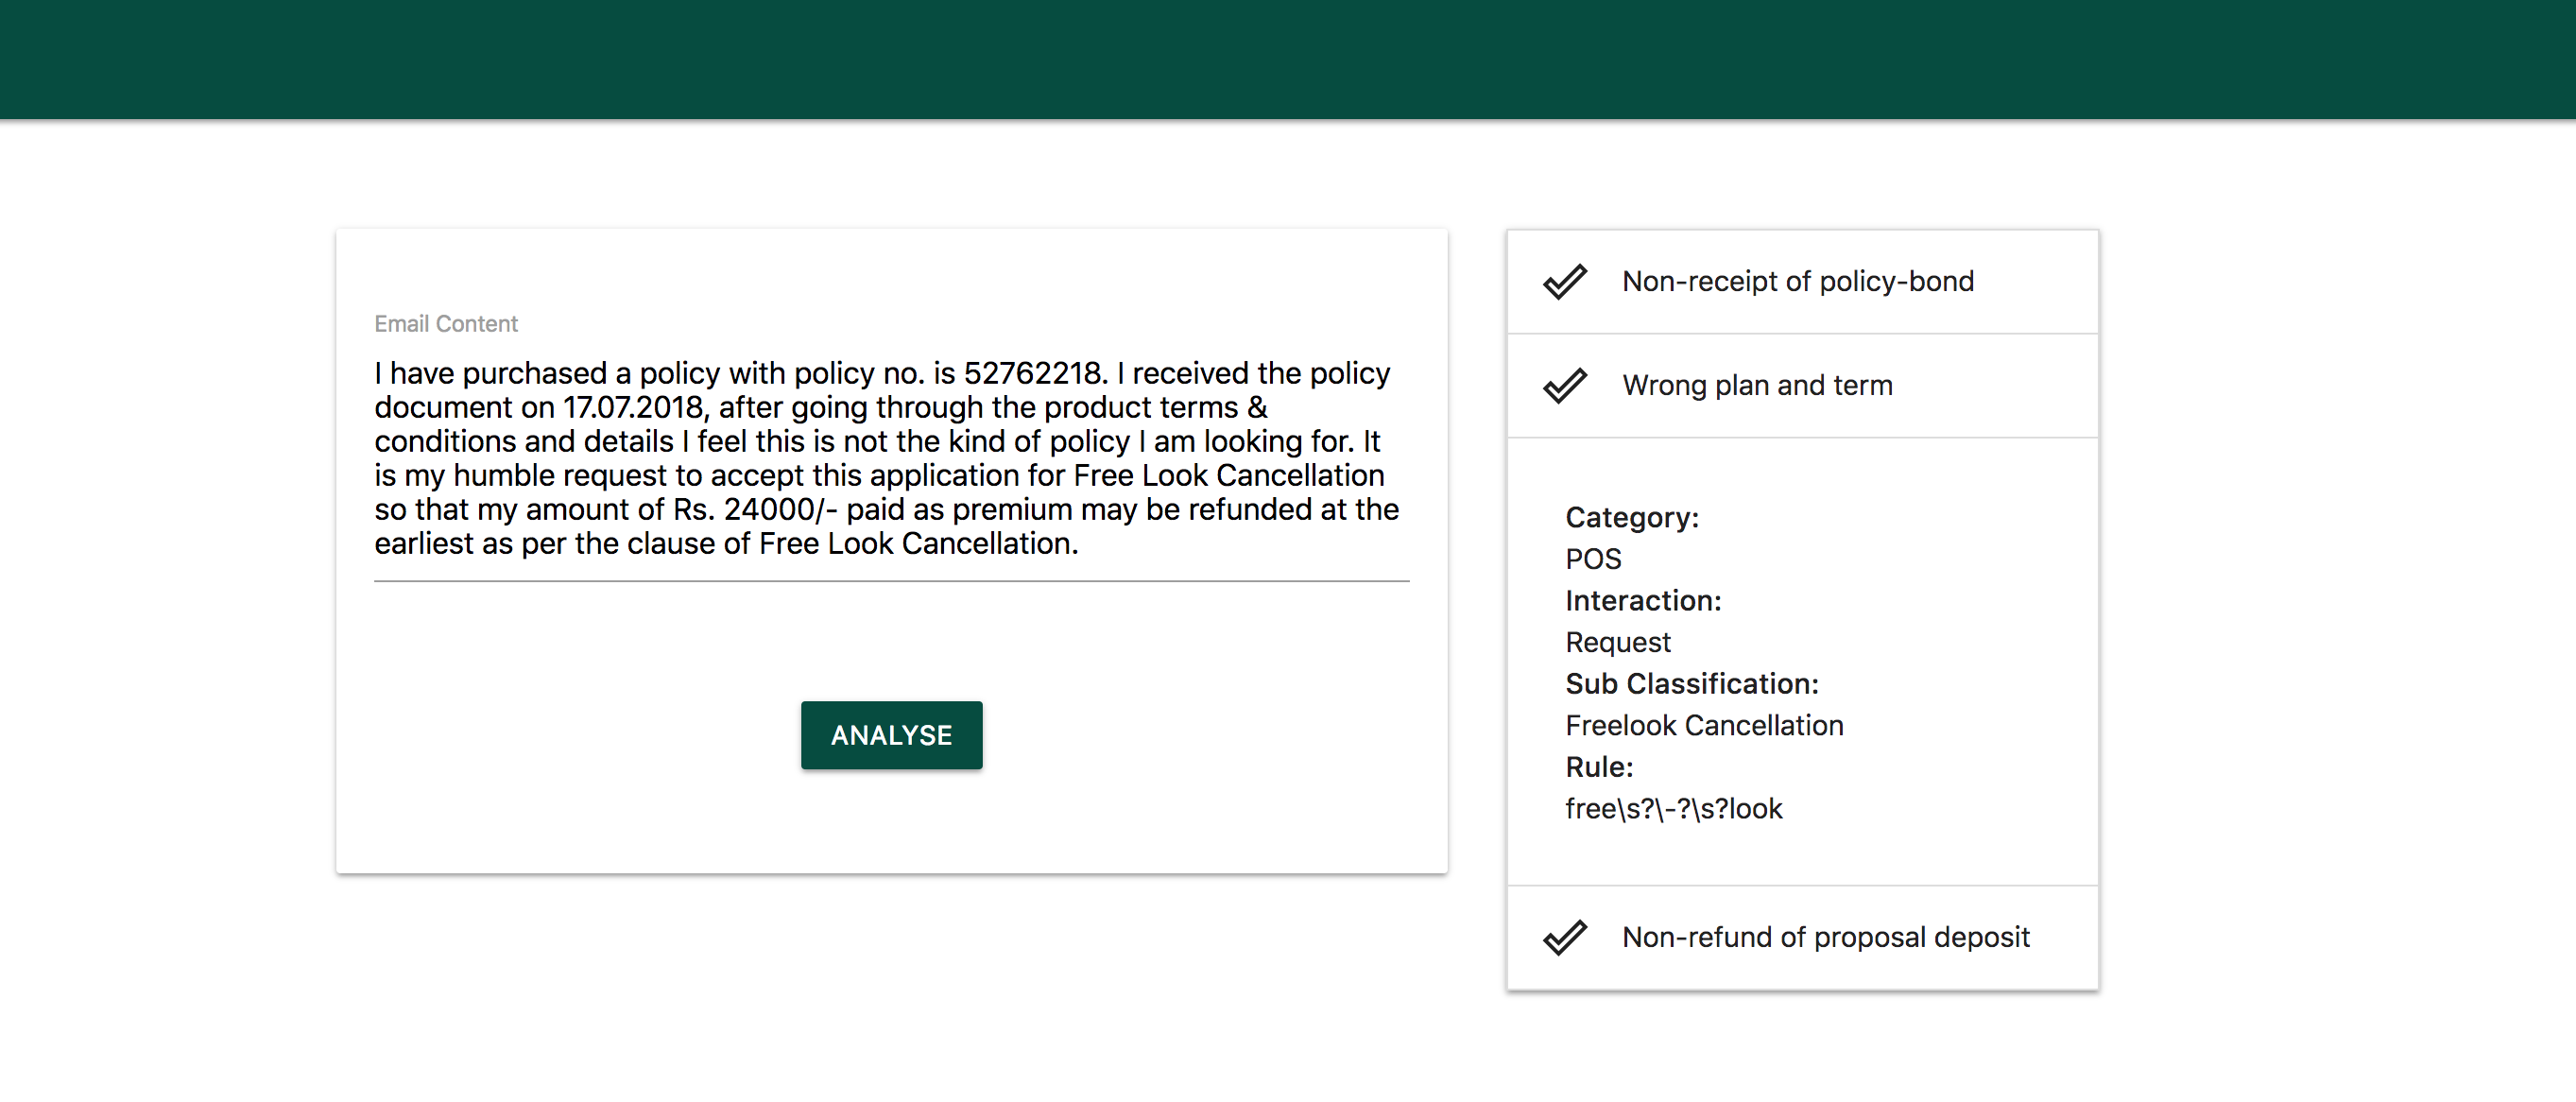 Email Content
I have purchased a policy with policy no. is 52762218. I received the policy
document on 17.07.2018, after going through the product terms &
conditions and details I feel this is not the kind of policy I am looking for. It
is my humble request to accept this application for Free Look Cancellation
so that my amount of Rs. 24000/- paid as premium may be refunded at the
earliest as per the clause of Free Look Cancellation.
ANALYSE
Non-receipt of policy-bond
Wrong plan and term
Category:
POS
Interaction:
Request
Sub Classification:
Freelook Cancellation
Rule:
free\s?\-?\s?look
Non-refund of proposal deposit